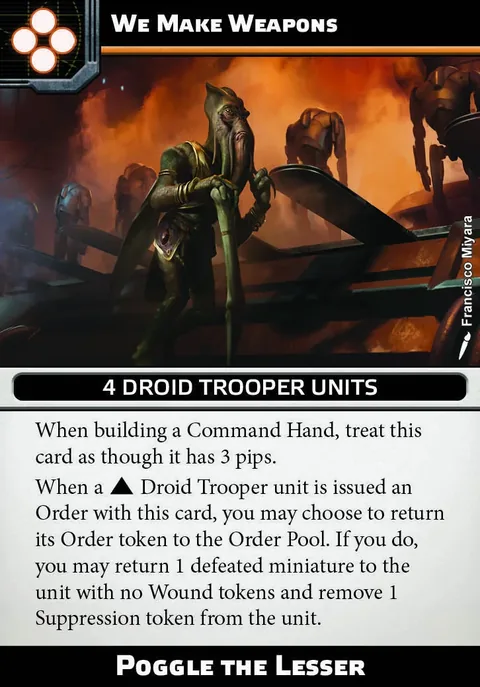 We Make Weapons
Francisco Miyara
4 DROID TROOPER UNITS
When building a Command Hand, treat this
card as though it has 3 pips.
When a ▲ Droid Trooper unit is issued an
Order with this card, you may choose to return
its Order token to the Order Pool. If you do,
you may return 1 defeated miniature to the
unit with no Wound tokens and remove 1
Suppression token from the unit.
Poggle the Lesser